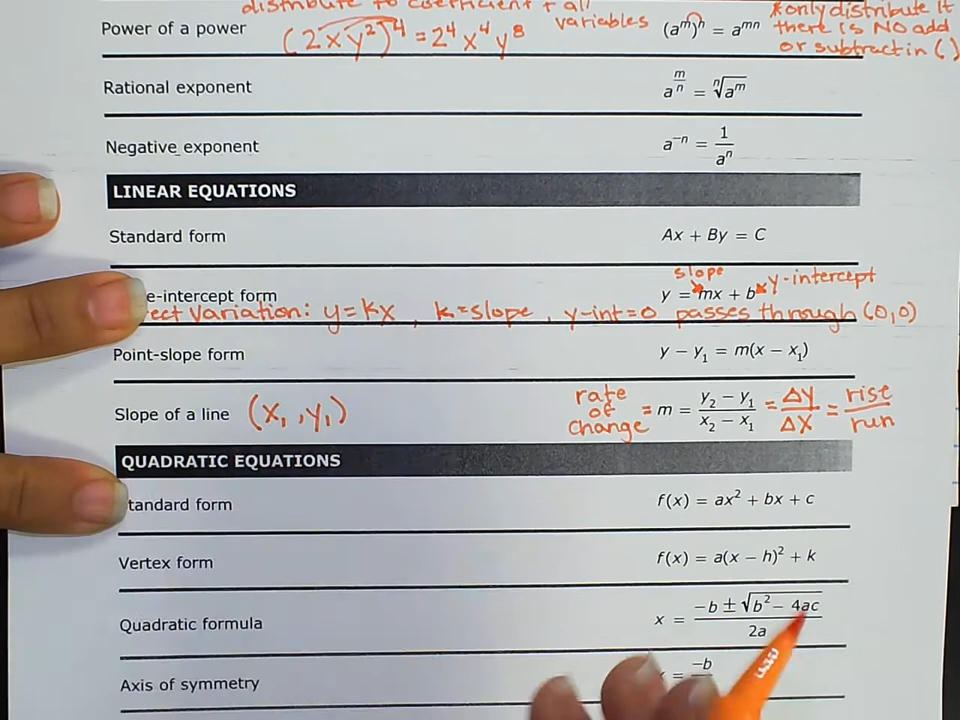 distribute to coefficient + all
variables
Power of a power (2xy²)⁴ = 2⁴x⁴y⁸ (aᵐ)ⁿ = aᵐⁿ
*only distribute if
there is NO add
or subtract in ( )
Rational exponent a^(m/n) = ⁿ√aᵐ
Negative exponent a⁻ⁿ = 1/aⁿ
LINEAR EQUATIONS
Standard form Ax + By = C
slope y-intercept
e-intercept form y = mx + b
ect Variation: y=kx, k=slope, y-int=0 passes through (0,0)
Point-slope form y − y₁ = m(x − x₁)
Slope of a line (x₁, y₁) rate of change = m = (y₂ − y₁)/(x₂ − x₁) = Δy/Δx = rise/run
QUADRATIC EQUATIONS
tandard form f(x) = ax² + bx + c
Vertex form f(x) = a(x − h)² + k
Quadratic formula x = (−b ± √(b² − 4ac))/2a
Axis of symmetry = −b